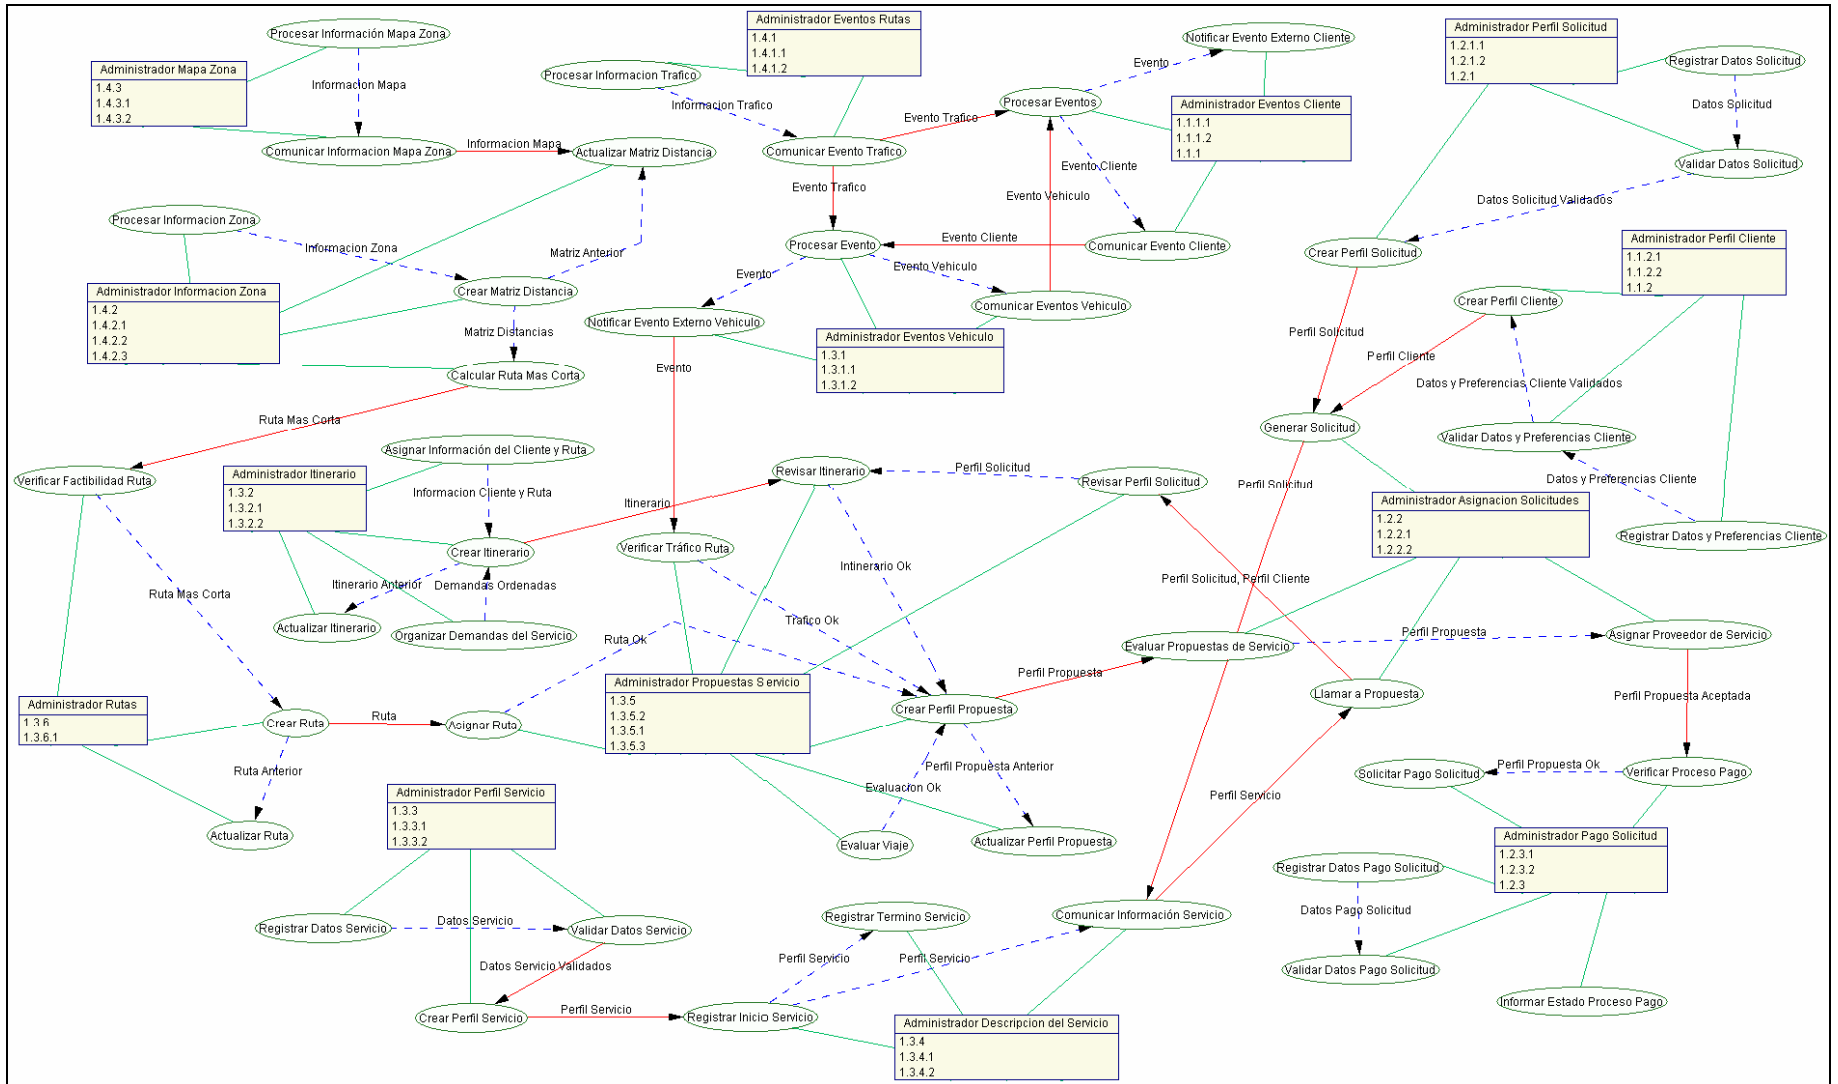 Procesar Información Mapa Zona
Administrador Mapa Zona
1.4.3
1.4.3.1
1.4.3.2
Informacion Mapa
Comunicar Informacion Mapa Zona
Informacion Mapa
Actualizar Matriz Distancia
Administrador Eventos Rutas
1.4.1
1.4.1.1
1.4.1.2
Procesar Informacion Trafico
Informacion Trafico
Comunicar Evento Trafico
Evento Trafico
Evento Trafico
Procesar Eventos
Evento
Notificar Evento Externo Cliente
Administrador Eventos Cliente
1.1.1.1
1.1.1.2
1.1.1
Evento Cliente
Evento Vehiculo
Comunicar Evento Cliente
Evento Cliente
Procesar Evento
Evento
Evento Vehiculo
Comunicar Eventos Vehiculo
Notificar Evento Externo Vehiculo
Administrador Eventos Vehiculo
1.3.1
1.3.1.1
1.3.1.2
Evento
Administrador Perfil Solicitud
1.2.1.1
1.2.1.2
1.2.1
Registrar Datos Solicitud
Datos Solicitud
Validar Datos Solicitud
Datos Solicitud Validados
Crear Perfil Solicitud
Perfil Solicitud
Administrador Perfil Cliente
1.1.2.1
1.1.2.2
1.1.2
Crear Perfil Cliente
Perfil Cliente
Datos y Preferencias Cliente Validados
Validar Datos y Preferencias Cliente
Datos y Preferencias Cliente
Registrar Datos y Preferencias Cliente
Generar Solicitud
Perfil Solicitud
Procesar Informacion Zona
Informacion Zona
Matriz Anterior
Administrador Informacion Zona
1.4.2
1.4.2.1
1.4.2.2
1.4.2.3
Crear Matriz Distancia
Matriz Distancias
Calcular Ruta Mas Corta
Ruta Mas Corta
Verificar Factibilidad Ruta
Ruta Mas Corta
Asignar Información del Cliente y Ruta
Administrador Itinerario
1.3.2
1.3.2.1
1.3.2.2
Informacion Cliente y Ruta
Crear Itinerario
Itinerario
Itinerario Anterior
Demandas Ordenadas
Actualizar Itinerario
Organizar Demandas del Servicio
Revisar Itinerario
Perfil Solicitud
Revisar Perfil Solicitud
Verificar Tráfico Ruta
Intinerario Ok
Trafico Ok
Ruta Ok
Perfil Solicitud, Perfil Cliente
Administrador Asignacion Solicitudes
1.2.2
1.2.2.1
1.2.2.2
Evaluar Propuestas de Servicio
Perfil Propuesta
Asignar Proveedor de Servicio
Llamar a Propuesta
Perfil Propuesta Aceptada
Administrador Rutas
1.3.6
1.3.6.1
Crear Ruta
Ruta
Asignar Ruta
Ruta Anterior
Actualizar Ruta
Administrador Propuestas Servicio
1.3.5
1.3.5.2
1.3.5.1
1.3.5.3
Crear Perfil Propuesta
Perfil Propuesta
Perfil Propuesta Anterior
Evaluacion Ok
Evaluar Viaje
Actualizar Perfil Propuesta
Perfil Servicio
Solicitar Pago Solicitud
Perfil Propuesta Ok
Verificar Proceso Pago
Administrador Pago Solicitud
1.2.3.1
1.2.3.2
1.2.3
Registrar Datos Pago Solicitud
Datos Pago Solicitud
Validar Datos Pago Solicitud
Informar Estado Proceso Pago
Administrador Perfil Servicio
1.3.3
1.3.3.1
1.3.3.2
Registrar Datos Servicio
Datos Servicio
Validar Datos Servicio
Datos Servicio Validados
Crear Perfil Servicio
Perfil Servicio
Registrar Inicio Servicio
Perfil Servicio
Perfil Servicio
Registrar Termino Servicio
Comunicar Información Servicio
Administrador Descripcion del Servicio
1.3.4
1.3.4.1
1.3.4.2